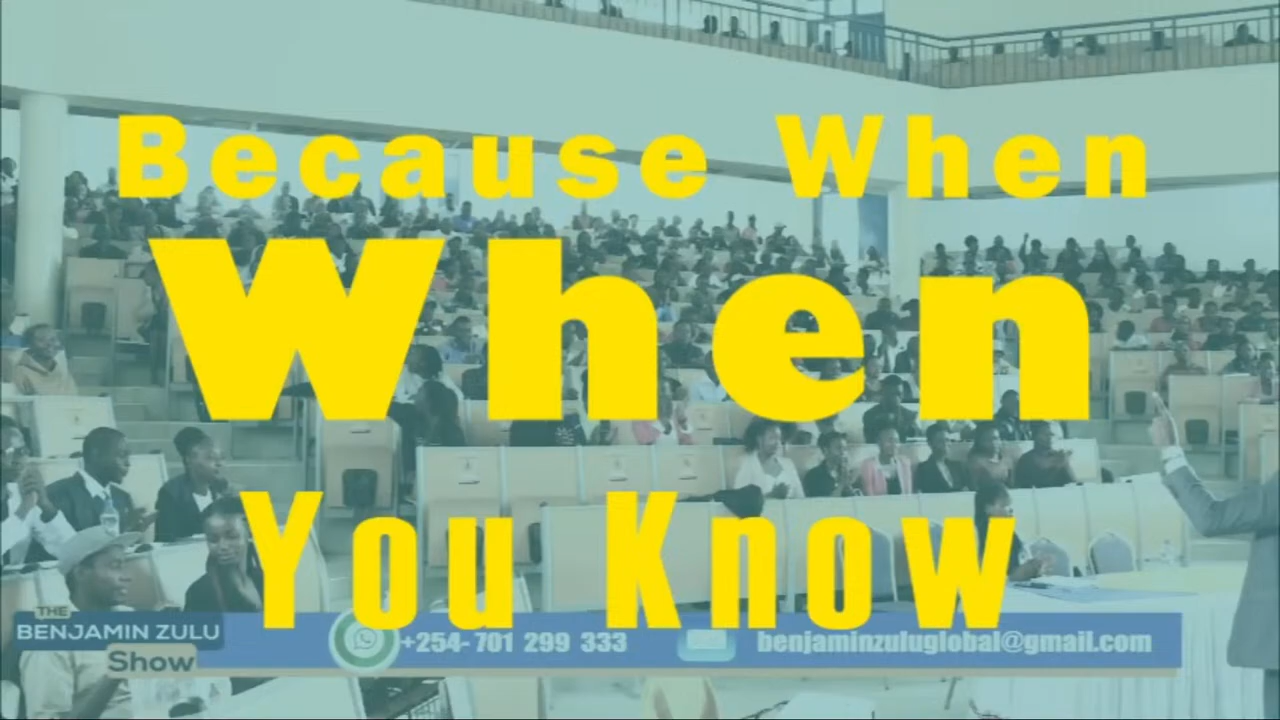 Because When
When
You Know
THE
BENJAMIN ZULU
Show
+254- 701 299 333
benjaminzuluglobal@gmail.com